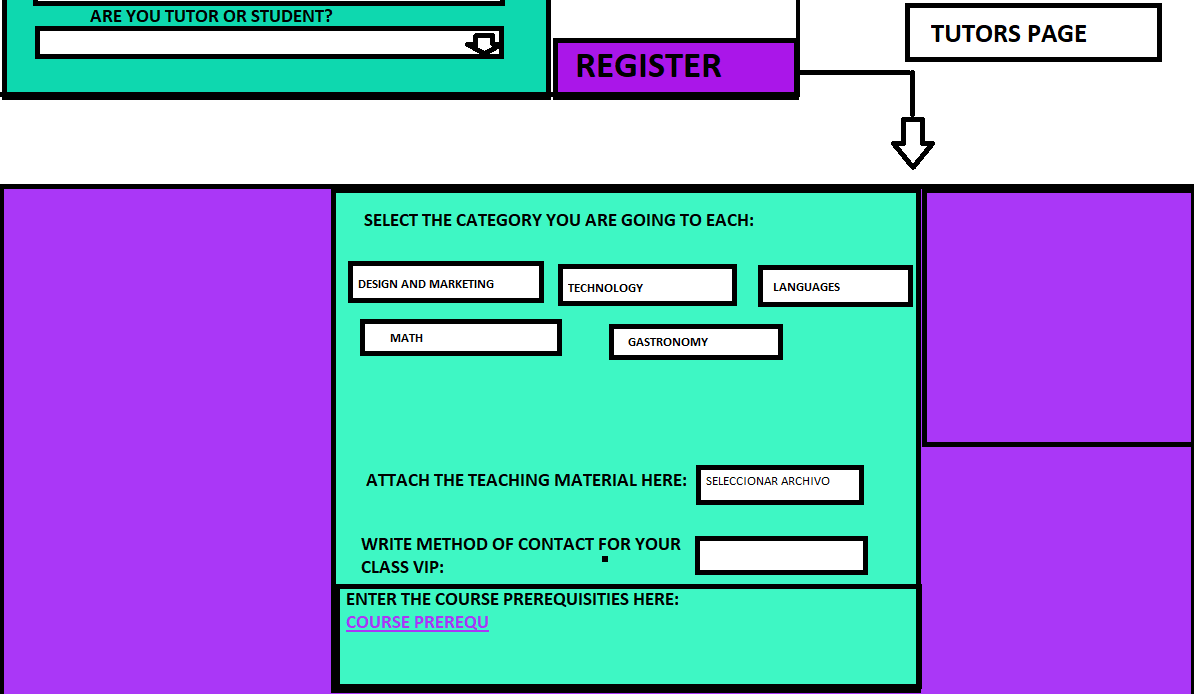 ARE YOU TUTOR OR STUDENT?
REGISTER
TUTORS PAGE
SELECT THE CATEGORY YOU ARE GOING TO EACH:
DESIGN AND MARKETING
TECHNOLOGY
LANGUAGES
MATH
GASTRONOMY
ATTACH THE TEACHING MATERIAL HERE:
SELECCIONAR ARCHIVO
WRITE METHOD OF CONTACT FOR YOUR
CLASS VIP:
ENTER THE COURSE PREREQUISITIES HERE:
COURSE PREREQU